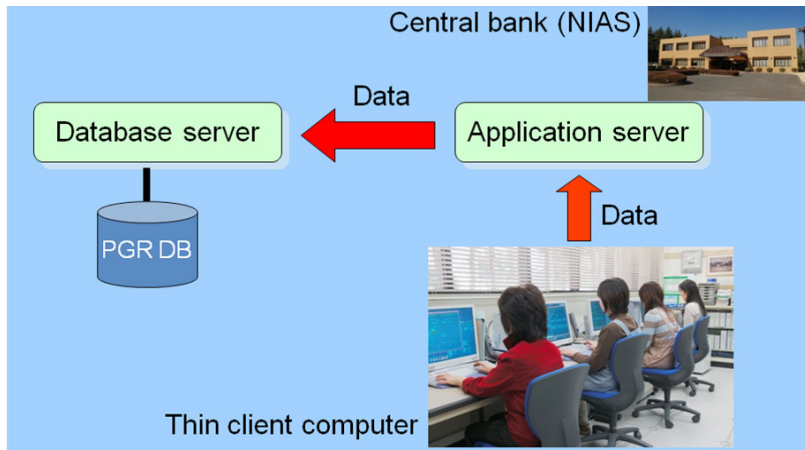 Central bank (NIAS)
Data
Database server
Application server
Data
PGR DB
Thin client computer